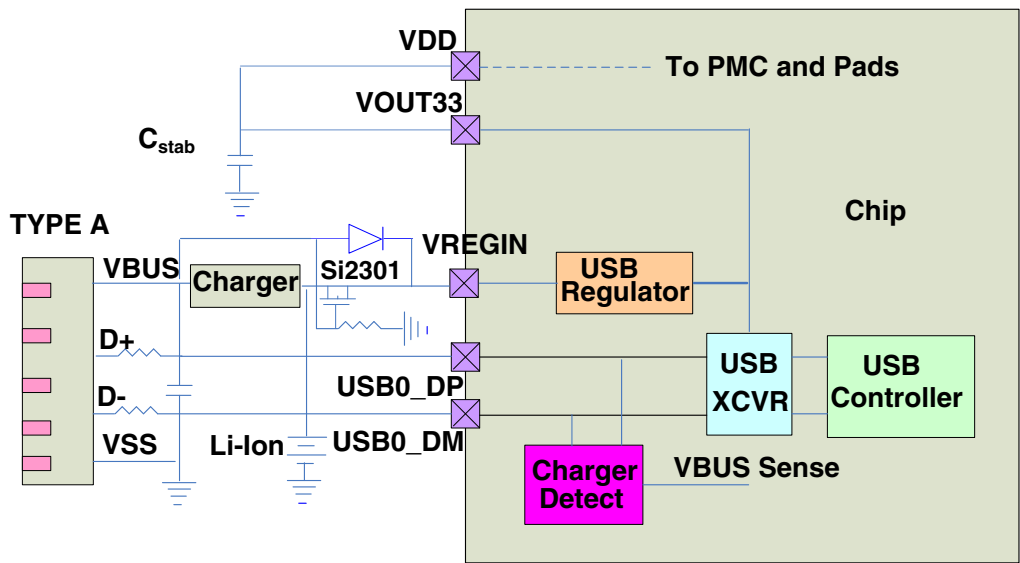 VDD
To PMC and Pads
VOUT33
Cstab
Chip
TYPE A
VREGIN
VBUS
Charger
Si2301
USB
Regulator
D+
USB
XCVR
USB
Controller
D-
USB0_DP
VSS
Li-Ion
USB0_DM
Charger
Detect
VBUS Sense